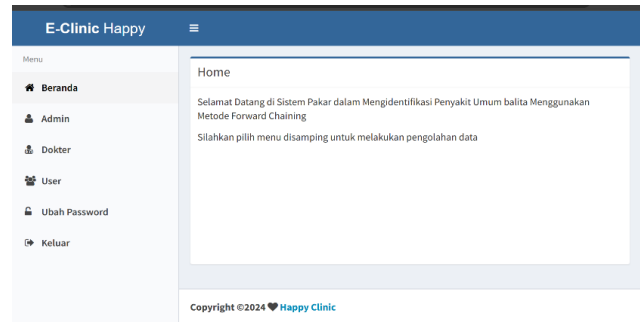 E-Clinic Happy
Menu
Beranda
Admin
Dokter
User
Ubah Password
Keluar
Home
Selamat Datang di Sistem Pakar dalam Mengidentifikasi Penyakit Umum balita Menggunakan
Metode Forward Chaining
Silahkan pilih menu disamping untuk melakukan pengolahan data
Copyright ©2024 ♥ Happy Clinic